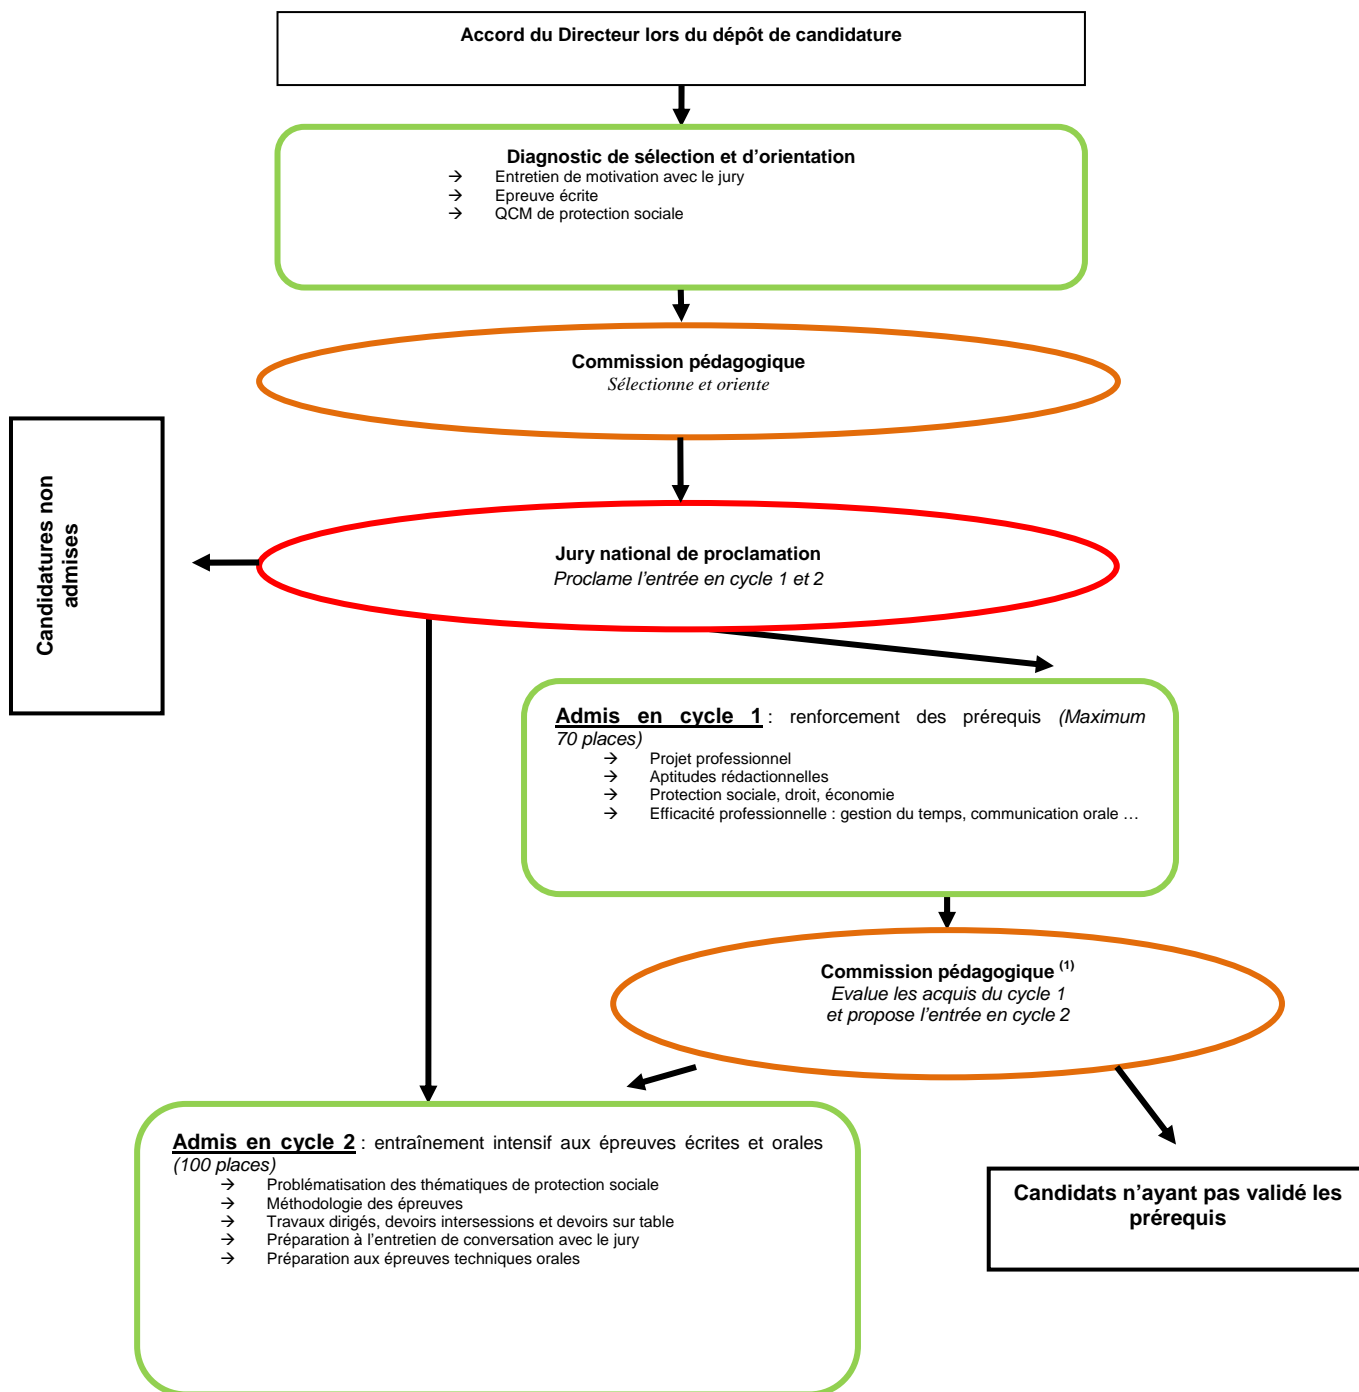 Accord du Directeur lors du dépôt de candidature
Diagnostic de sélection et d'orientation
→ Entretien de motivation avec le jury
→ Epreuve écrite
→ QCM de protection sociale
Commission pédagogique
Sélectionne et oriente
Candidatures non
admises
Jury national de proclamation
Proclame l'entrée en cycle 1 et 2
Admis en cycle 1 : renforcement des prérequis (Maximum
70 places)
→ Projet professionnel
→ Aptitudes rédactionnelles
→ Protection sociale, droit, économie
→ Efficacité professionnelle : gestion du temps, communication orale …
Commission pédagogique (1)
Evalue les acquis du cycle 1
et propose l'entrée en cycle 2
Admis en cycle 2 : entraînement intensif aux épreuves écrites et orales
(100 places)
→ Problématisation des thématiques de protection sociale
→ Méthodologie des épreuves
→ Travaux dirigés, devoirs intersessions et devoirs sur table
→ Préparation à l'entretien de conversation avec le jury
→ Préparation aux épreuves techniques orales
Candidats n'ayant pas validé les
prérequis